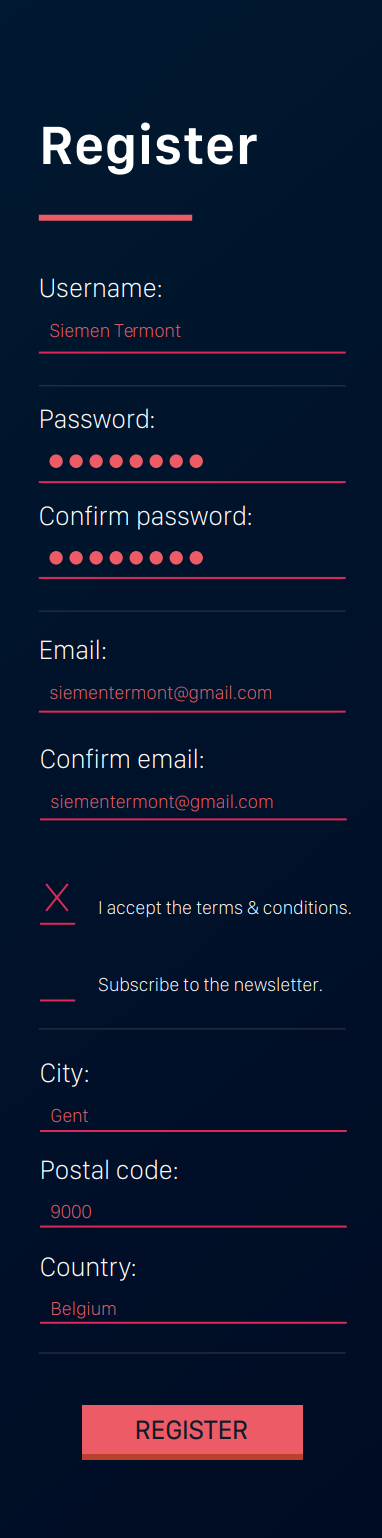 Register
Username:
Siemen Termont
Password:
●●●●●●●●
Confirm password:
●●●●●●●●
Email:
siementermont@gmail.com
Confirm email:
siementermont@gmail.com
X I accept the terms & conditions.
Subscribe to the newsletter.
City:
Gent
Postal code:
9000
Country:
Belgium
REGISTER